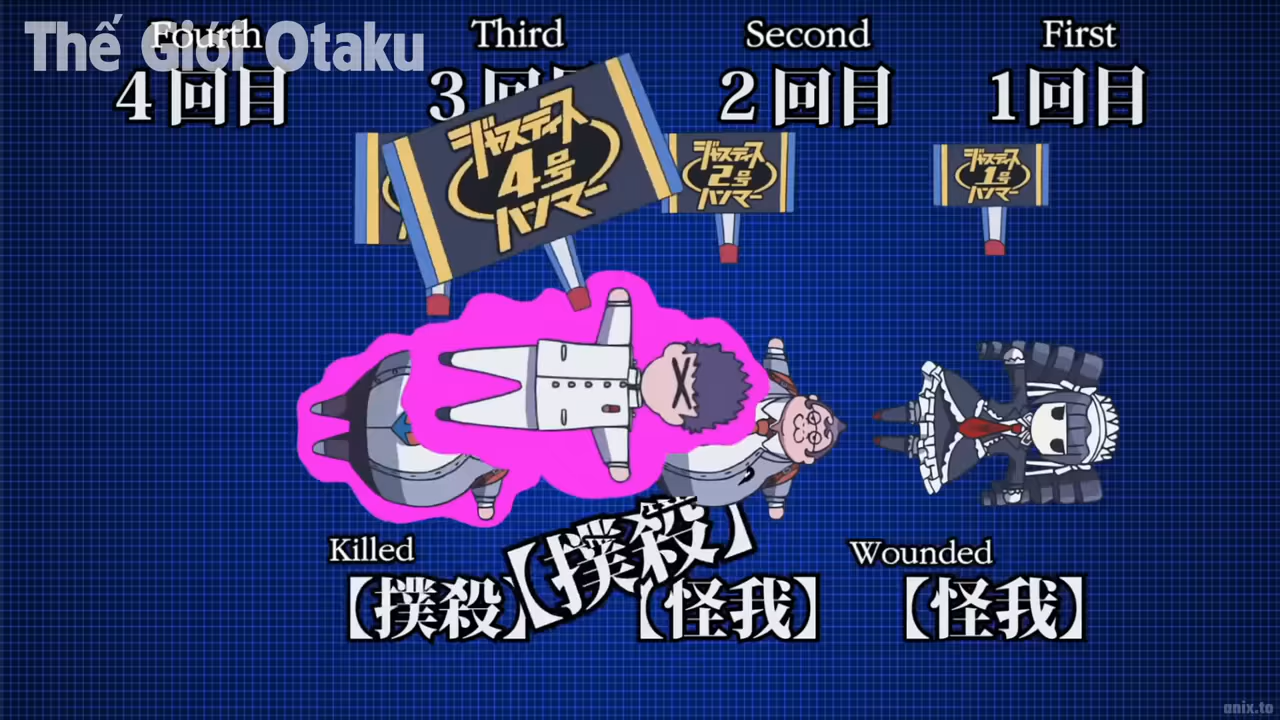 Thế Giới Otaku
Fourth
Third
Second
First
4回目
3回目
2回目
1回目
ジャスティス
4号
ハンマー
ジャスティス
2号
ハンマー
ジャスティス
1号
ハンマー
Killed
Wounded
【撲殺】
【撲殺】
【怪我】
【怪我】
anix.to